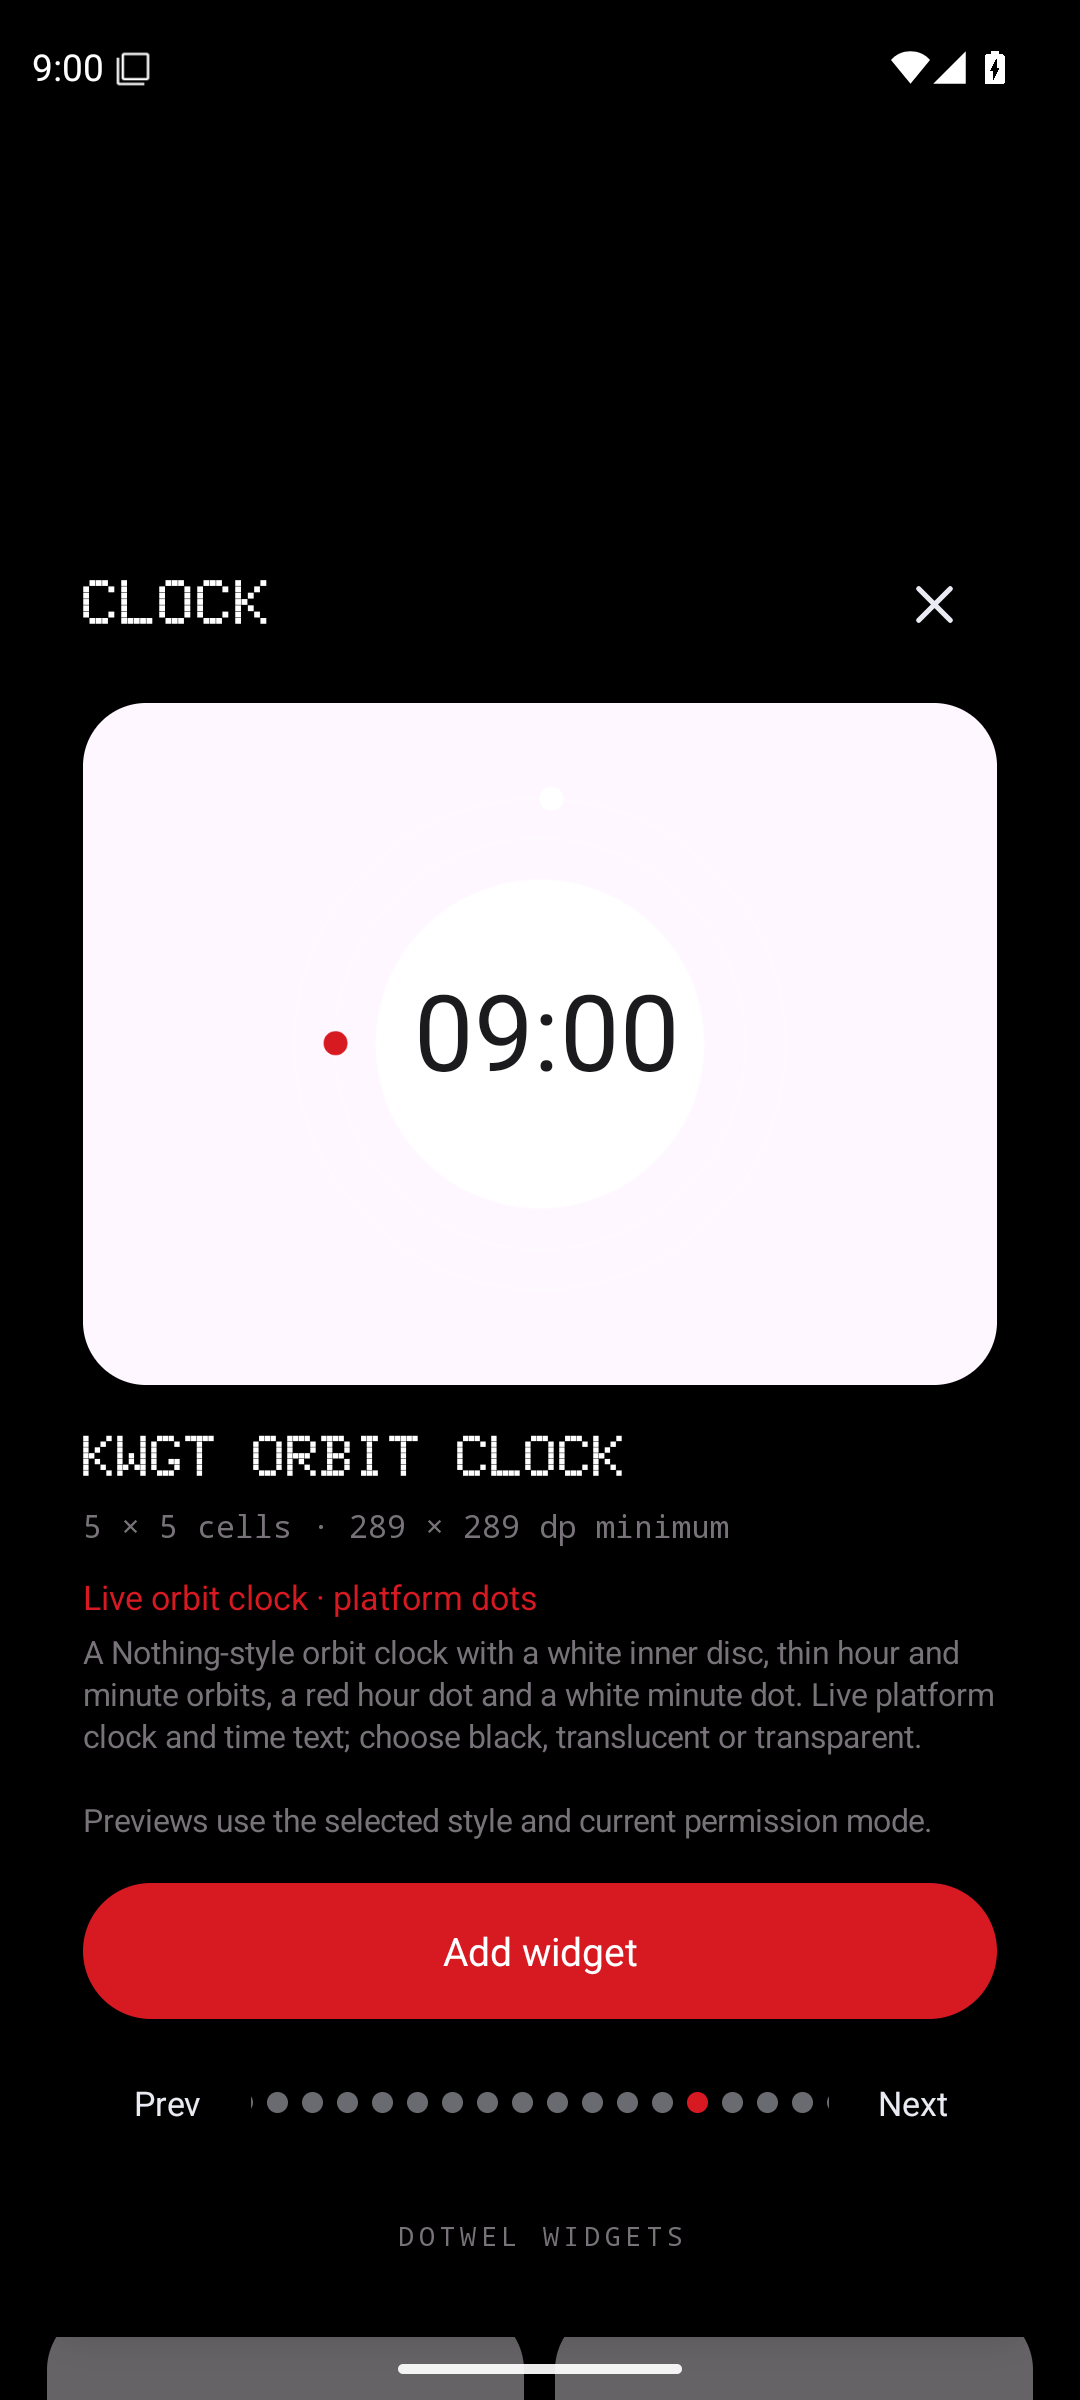 9:00
CLOCK
09:00
KWGT ORBIT CLOCK
5 × 5 cells · 289 × 289 dp minimum
Live orbit clock · platform dots
A Nothing-style orbit clock with a white inner disc, thin hour and
minute orbits, a red hour dot and a white minute dot. Live platform
clock and time text; choose black, translucent or transparent.
Previews use the selected style and current permission mode.
Add widget
Prev
Next
DOTWEL WIDGETS